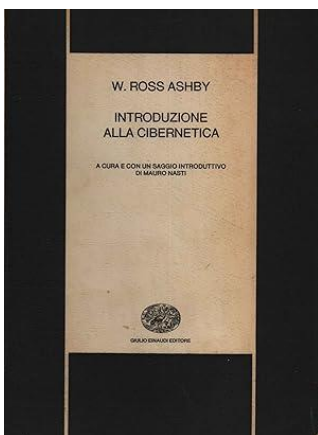 W. ROSS ASHBY
INTRODUZIONE
ALLA CIBERNETICA
A CURA E CON UN SAGGIO INTRODUTTIVO
DI MAURO NASTI
GIULIO EINAUDI EDITORE